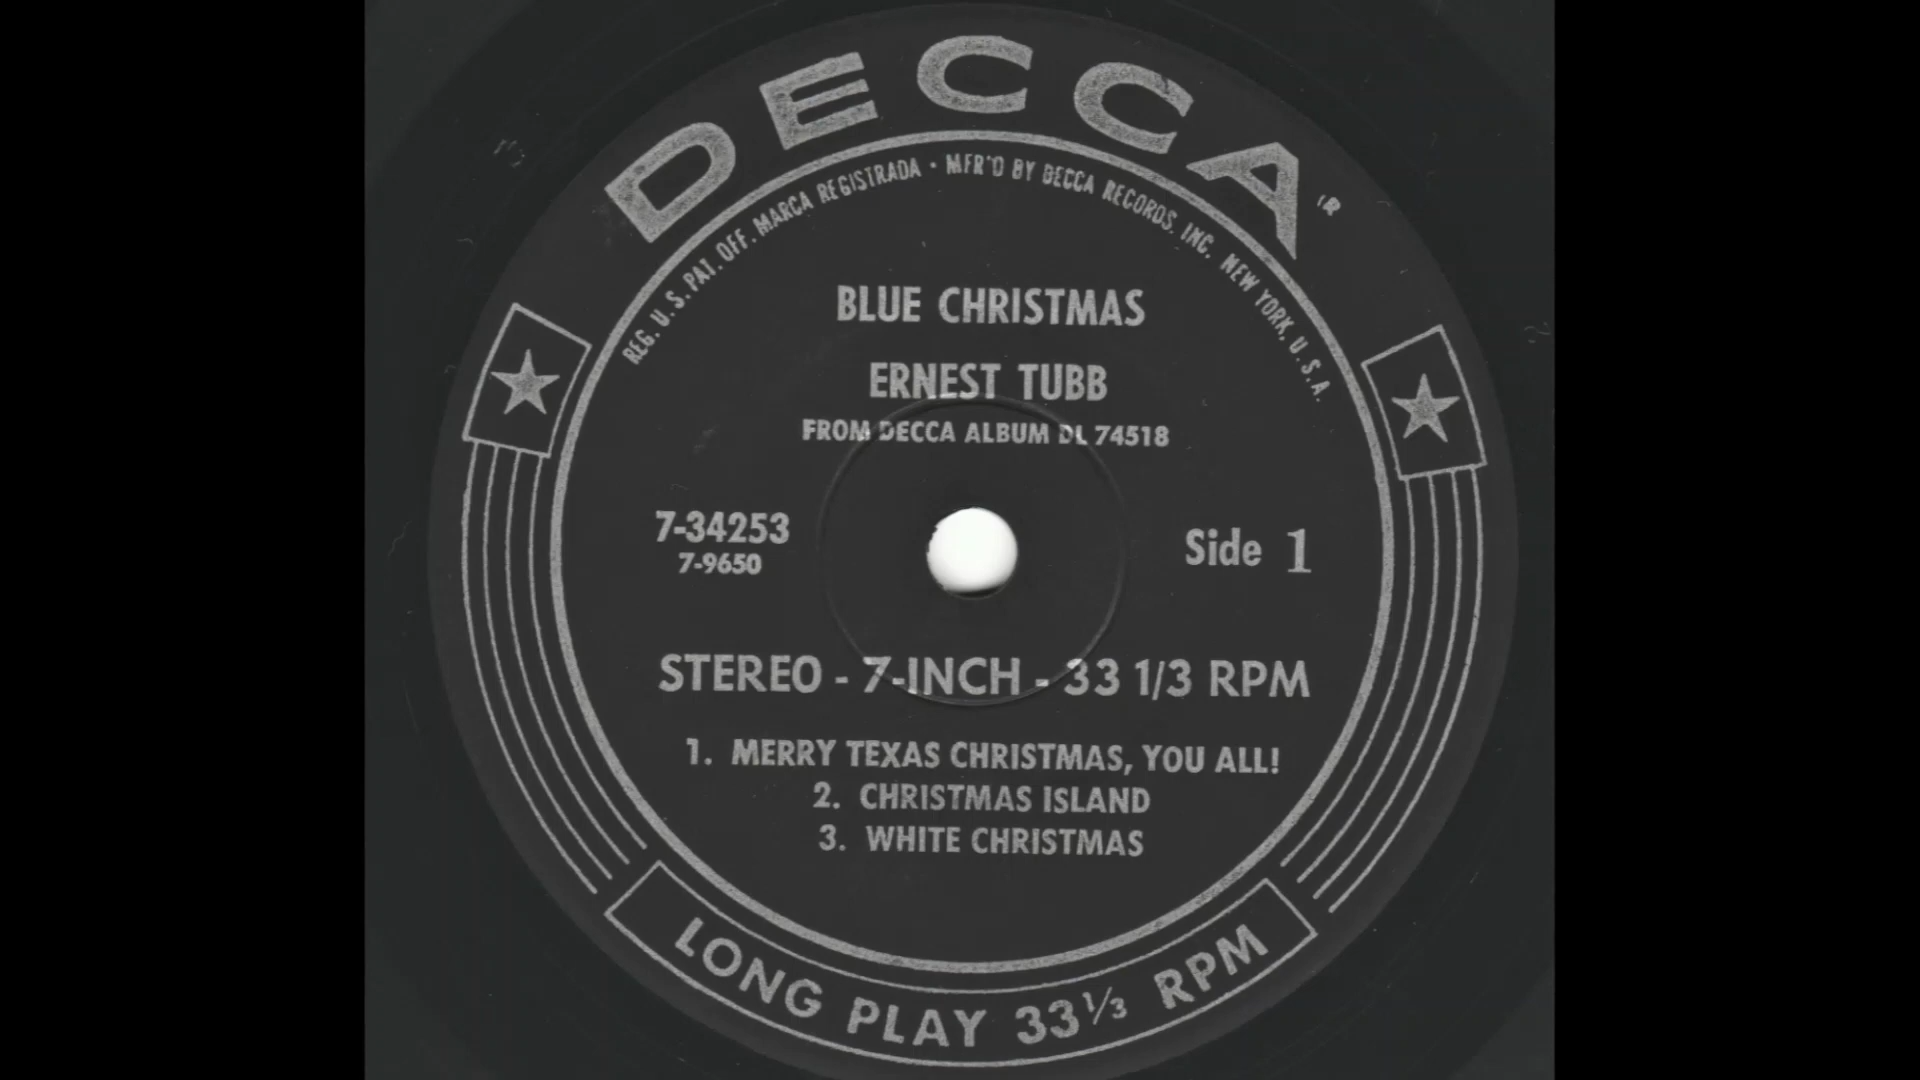 DECCA
®
REG. U.S. PAT. OFF. MARCA REGISTRADA • MFR'D BY DECCA RECORDS, INC. NEW YORK, U.S.A.
BLUE CHRISTMAS
ERNEST TUBB
FROM DECCA ALBUM DL 74518
7-34253
7-9650
Side 1
STEREO - 7-INCH - 33 1/3 RPM
1. MERRY TEXAS CHRISTMAS, YOU ALL!
2. CHRISTMAS ISLAND
3. WHITE CHRISTMAS
LONG PLAY 33⅓ RPM